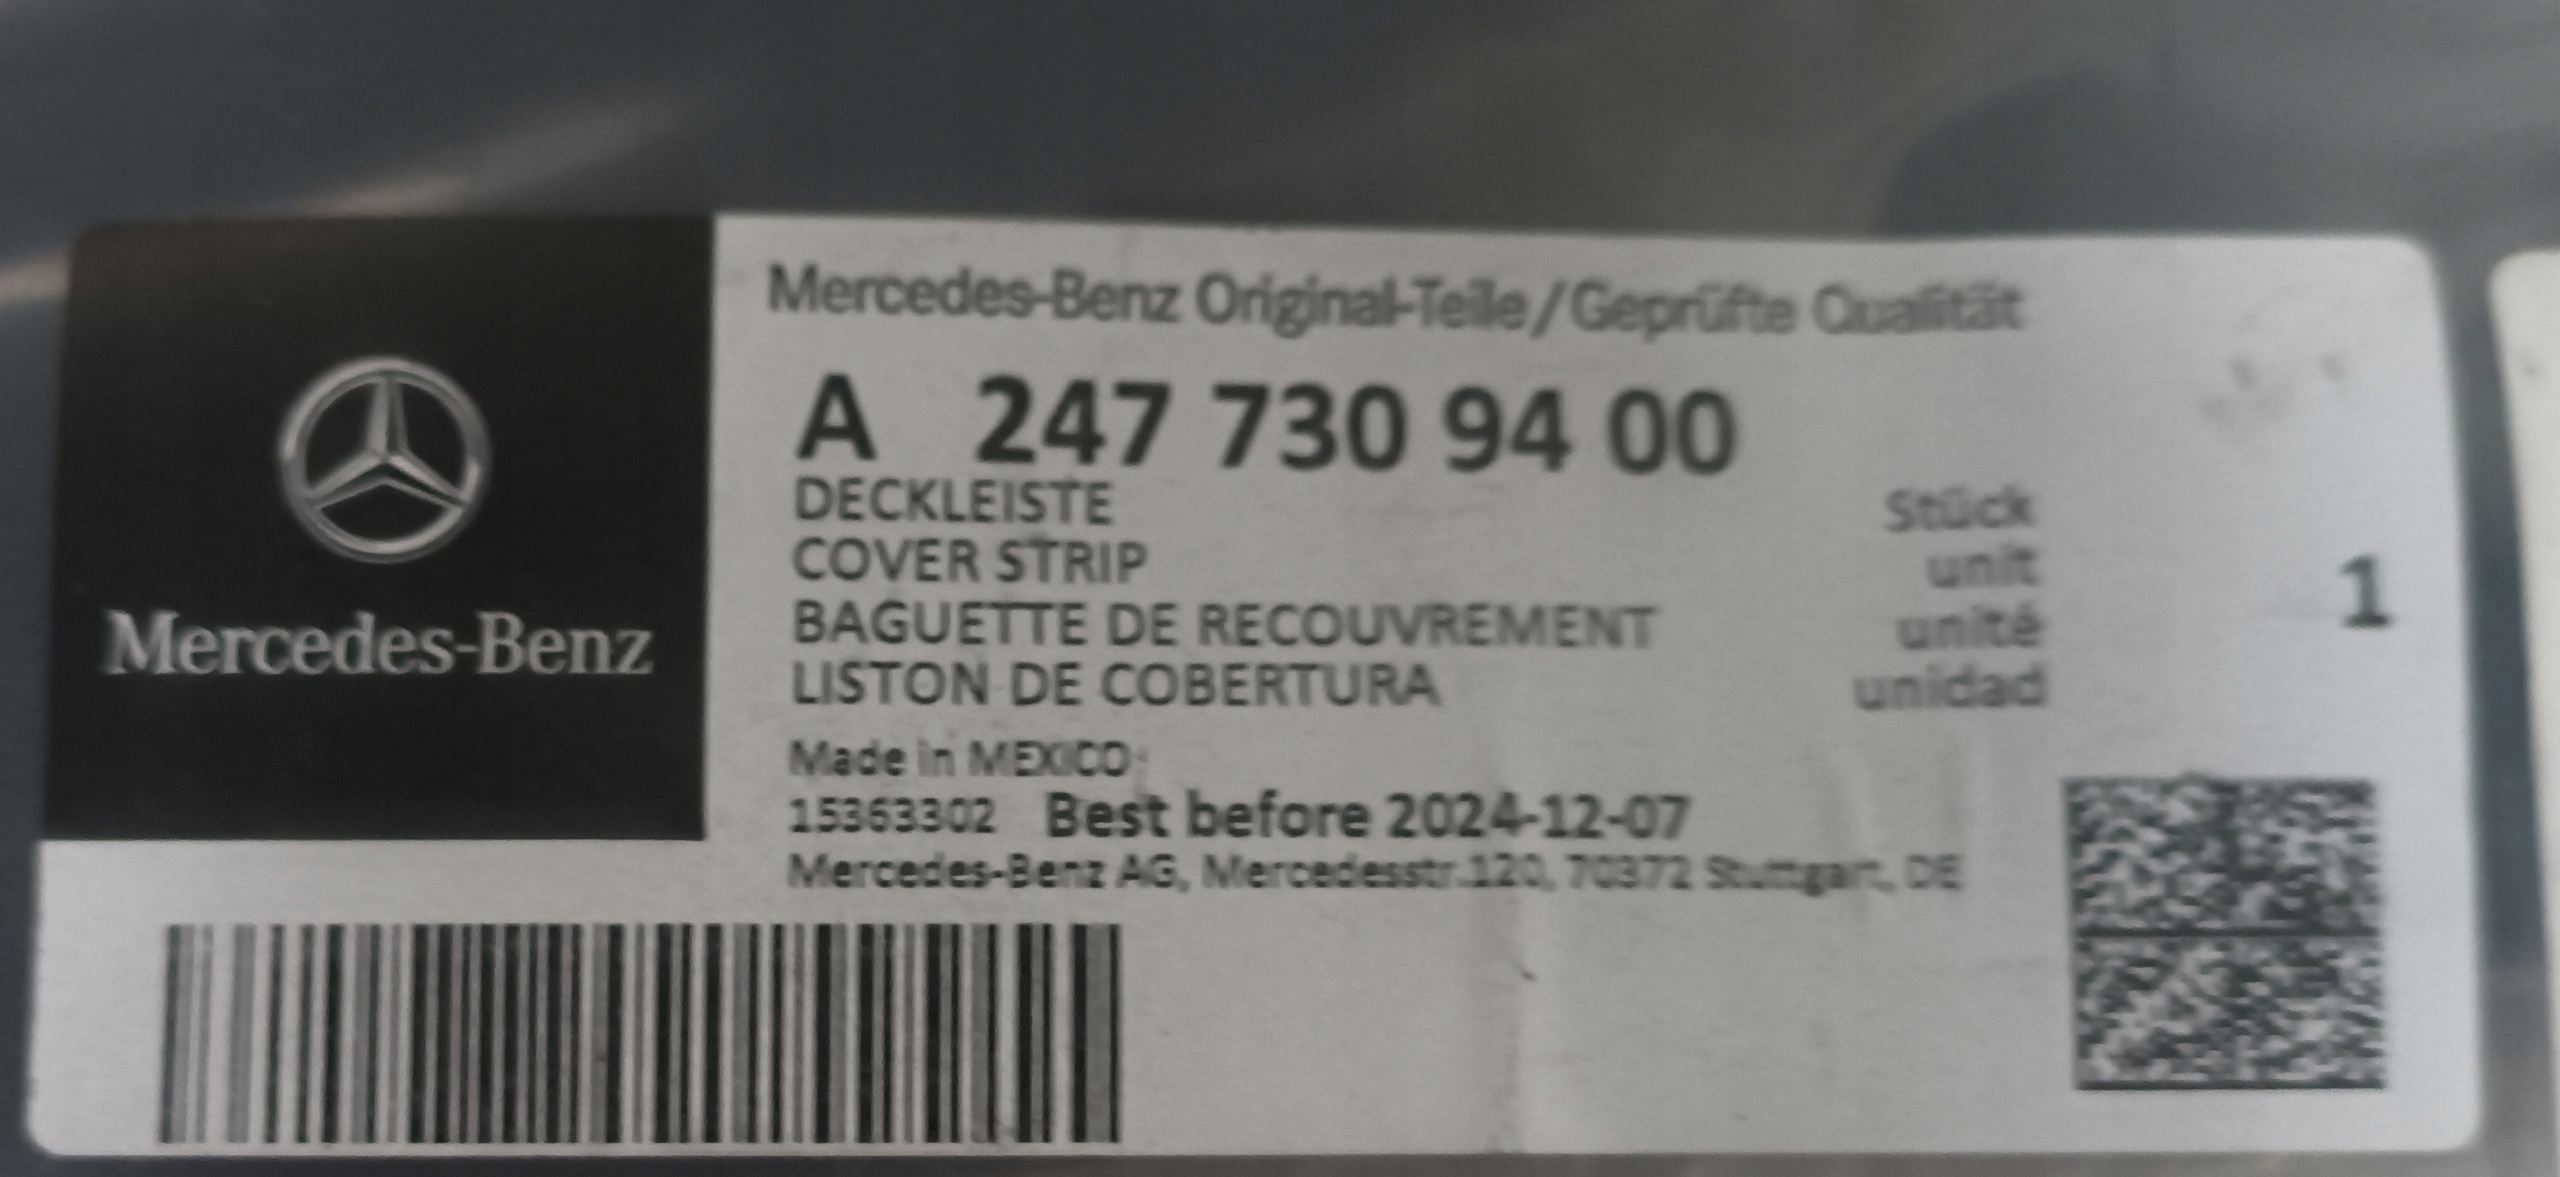 Mercedes-Benz
Mercedes-Benz Original-Teile/Geprüfte Qualität
A 247 730 94 00
DECKLEISTE Stück
COVER STRIP unit
BAGUETTE DE RECOUVREMENT unité
LISTON DE COBERTURA unidad
1
Made in MEXICO
15363302 Best before 2024-12-07
Mercedes-Benz AG, Mercedesstr.120, 70372 Stuttgart, DE